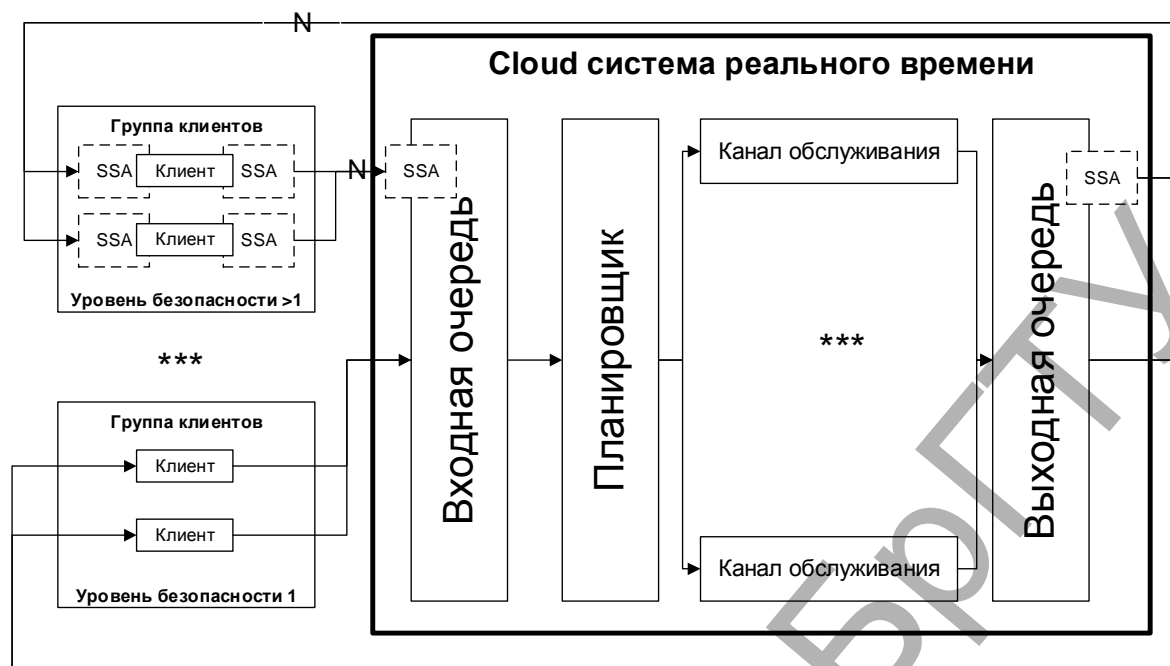 N
Cloud система реального времени
Группа клиентов
SSA Клиент SSA
SSA Клиент SSA
Уровень безопасности >1
***
Группа клиентов
Клиент
Клиент
Уровень безопасности 1
N
SSA
Входная очередь
Планировщик
Канал обслуживания
***
Канал обслуживания
SSA
Выходная очередь
БрГТУ